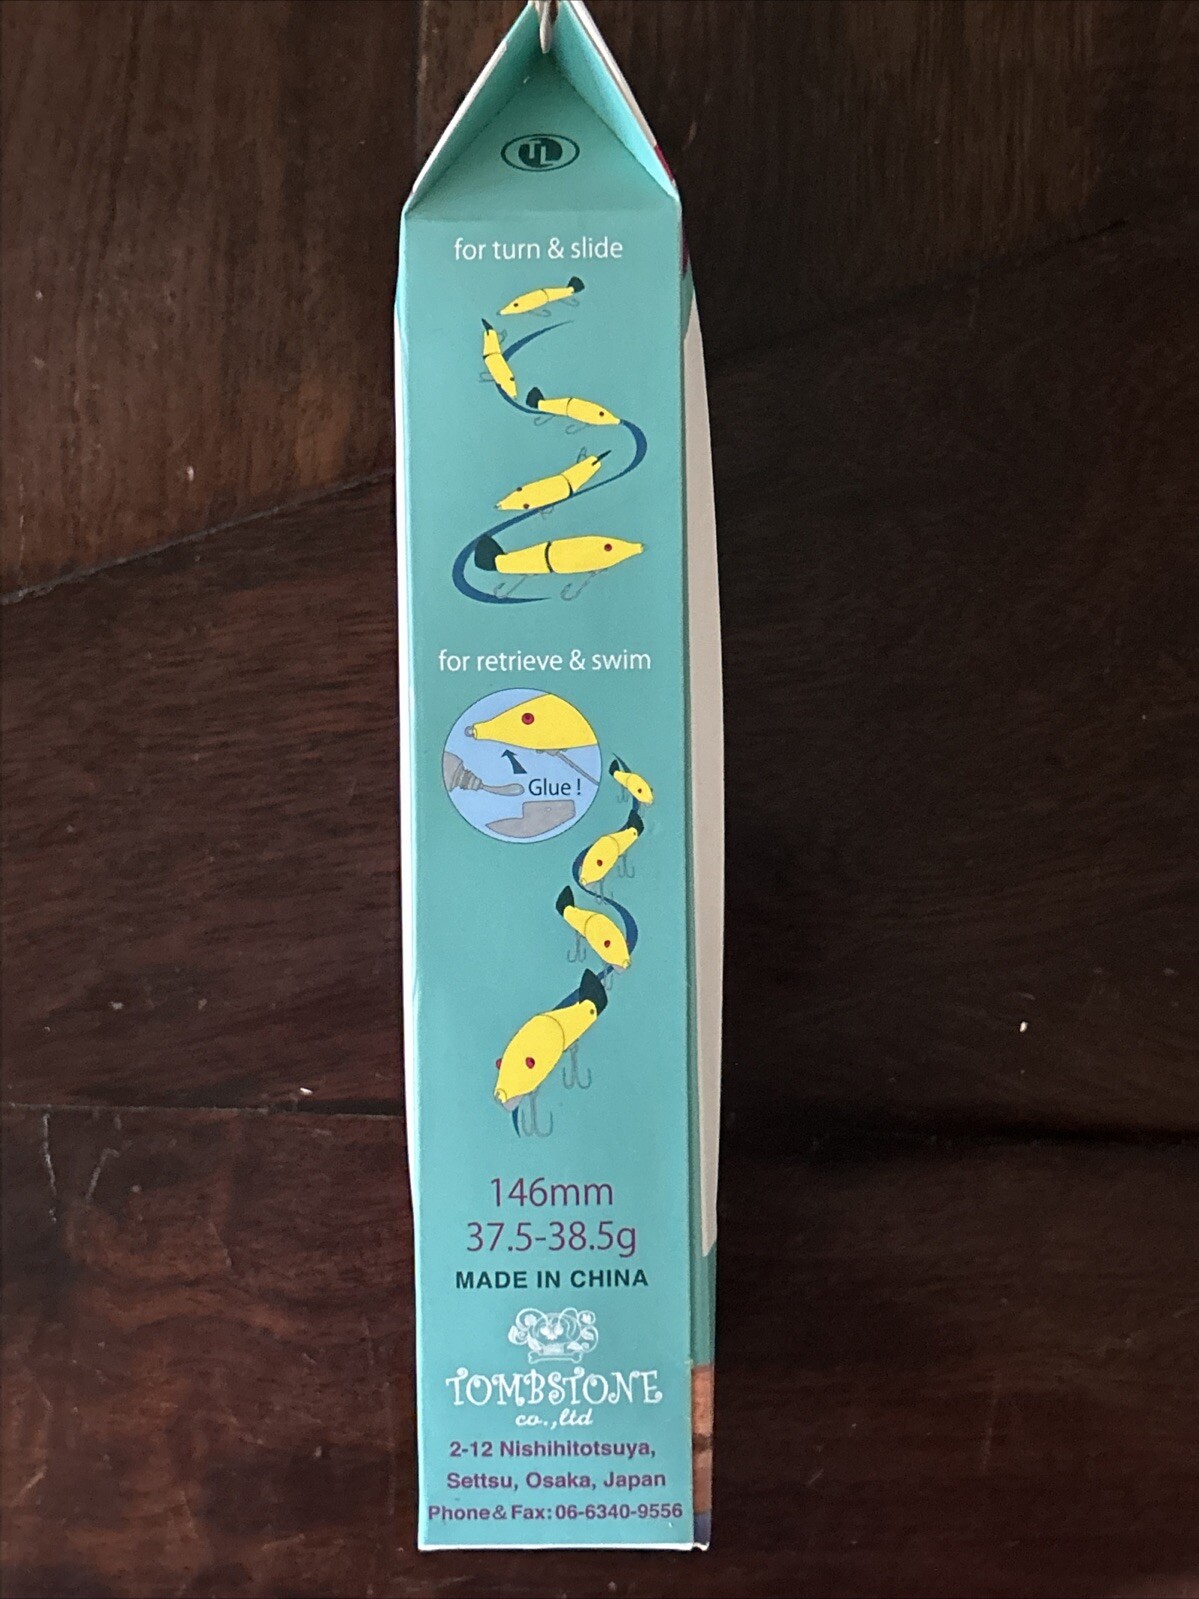 TL
for turn & slide
for retrieve & swim
Glue !
146mm
37.5-38.5g
MADE IN CHINA
TOMBSTONE
co.,ltd
2-12 Nishihitotsuya,
Settsu, Osaka, Japan
Phone & Fax: 06-6340-9556